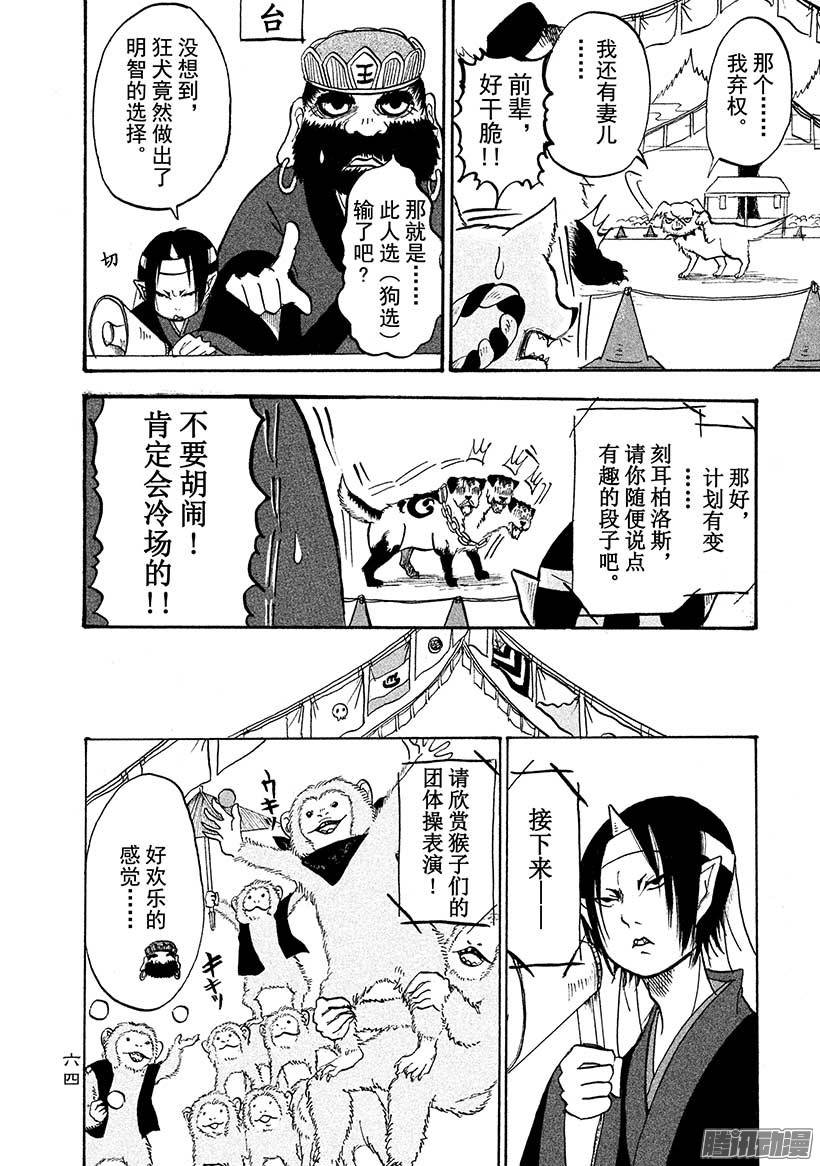 那个……
我弃权。
我还有妻儿
……
前辈，
好干脆!!
台
王
那就是……
此人选（狗选）
输了吧？
没想到，
狂犬竟然做出了
明智的选择。
切
那好，
计划有变
……
刻耳柏洛斯，
请你随便说点
有趣的段子吧。
不要胡闹！
肯定会冷场的!!
接下来——
请欣赏猴子们的
团体操表演！
ウキッ
キキッ
好欢乐的
感觉……
六四
腾讯动漫